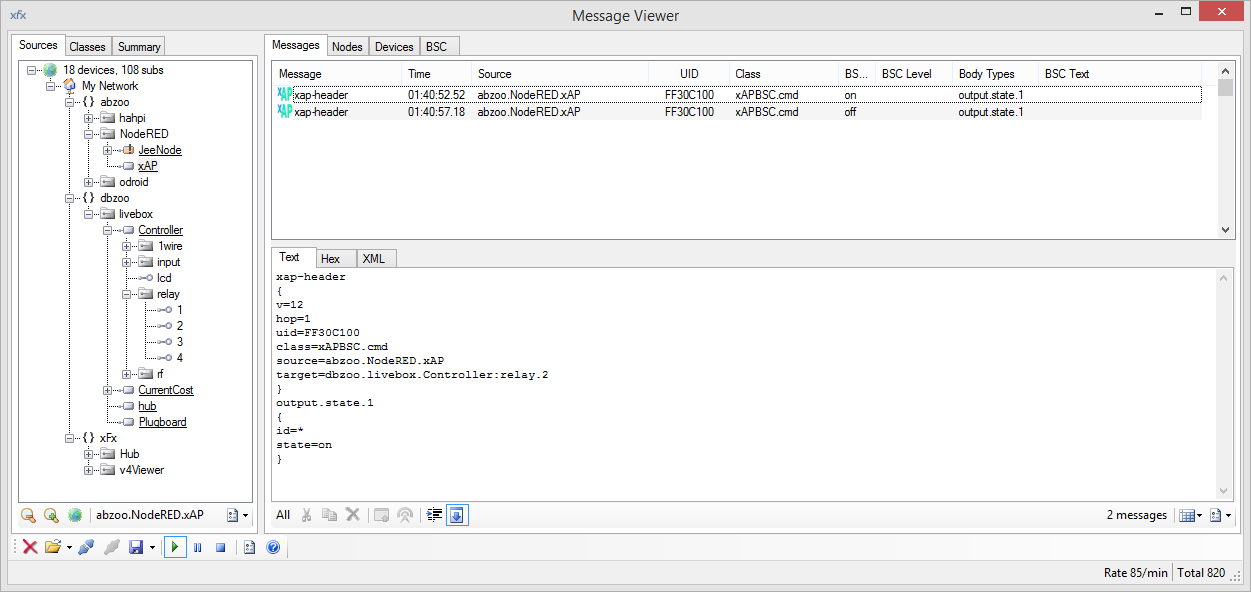 xfx
Message Viewer
Sources Classes Summary
18 devices, 108 subs
My Network
abzoo
hahpi
NodeRED
JeeNode
xAP
odroid
dbzoo
livebox
Controller
1wire
input
lcd
relay
1
2
3
4
rf
CurrentCost
hub
Plugboard
xFx
Hub
v4Viewer
abzoo.NodeRED.xAP
Messages Nodes Devices BSC
Message Time Source UID Class BS... BSC Level Body Types BSC Text
xAP xap-header 01:40:52.52 abzoo.NodeRED.xAP FF30C100 xAPBSC.cmd on output.state.1
xAP xap-header 01:40:57.18 abzoo.NodeRED.xAP FF30C100 xAPBSC.cmd off output.state.1
Text Hex XML
xap-header
{
v=12
hop=1
uid=FF30C100
class=xAPBSC.cmd
source=abzoo.NodeRED.xAP
target=dbzoo.livebox.Controller:relay.2
}
output.state.1
{
id=*
state=on
}
All
2 messages
Rate 85/min Total 820